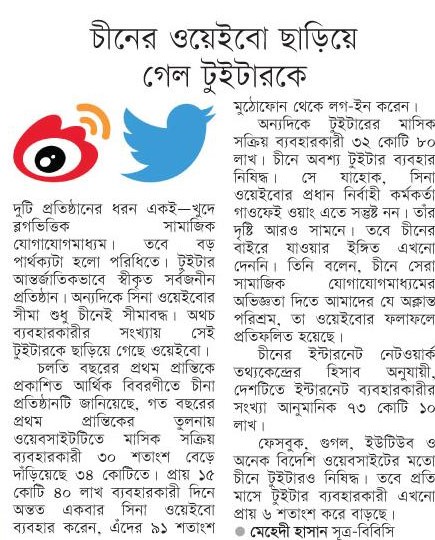 চীনের ওয়েইবো ছাড়িয়ে
গেল টুইটারকে
দুটি প্রতিষ্ঠানের ধরন একই—খুদে
ব্লগভিত্তিক সামাজিক
যোগাযোগমাধ্যম। তবে বড়
পার্থক্যটা হলো পরিধিতে। টুইটার
আন্তর্জাতিকভাবে স্বীকৃত সর্বজনীন
প্রতিষ্ঠান। অন্যদিকে সিনা ওয়েইবোর
সীমা শুধু চীনেই সীমাবদ্ধ। অথচ
ব্যবহারকারীর সংখ্যায় সেই
টুইটারকে ছাড়িয়ে গেছে ওয়েইবো।
চলতি বছরের প্রথম প্রান্তিকে
প্রকাশিত আর্থিক বিবরণীতে চীনা
প্রতিষ্ঠানটি জানিয়েছে, গত বছরের
প্রথম প্রান্তিকের তুলনায়
ওয়েবসাইটটিতে মাসিক সক্রিয়
ব্যবহারকারী ৩০ শতাংশ বেড়ে
দাঁড়িয়েছে ৩৪ কোটিতে। প্রায় ১৫
কোটি ৪০ লাখ ব্যবহারকারী দিনে
অন্তত একবার সিনা ওয়েইবো
ব্যবহার করেন, এঁদের ৯১ শতাংশ
মুঠোফোন থেকে লগ-ইন করেন।
অন্যদিকে টুইটারের মাসিক
সক্রিয় ব্যবহারকারী ৩২ কোটি ৮০
লাখ। চীনে অবশ্য টুইটার ব্যবহার
নিষিদ্ধ। সে যাহোক, সিনা
ওয়েইবোর প্রধান নির্বাহী কর্মকর্তা
গাওফেই ওয়াং এতে সন্তুষ্ট নন। তাঁর
দৃষ্টি আরও সামনে। তবে চীনের
বাইরে যাওয়ার ইঙ্গিত এখনো
দেননি। তিনি বলেন, চীনে সেরা
সামাজিক যোগাযোগমাধ্যমের
অভিজ্ঞতা দিতে আমাদের যে অক্লান্ত
পরিশ্রম, তা ওয়েইবোর ফলাফলে
প্রতিফলিত হয়েছে।
চীনের ইন্টারনেট নেটওয়ার্ক
তথ্যকেন্দ্রের হিসাব অনুযায়ী,
দেশটিতে ইন্টারনেট ব্যবহারকারীর
সংখ্যা আনুমানিক ৭৩ কোটি ১০
লাখ।
ফেসবুক, গুগল, ইউটিউব ও
অনেক বিদেশি ওয়েবসাইটের মতো
চীনে টুইটারও নিষিদ্ধ। তবে প্রতি
মাসে টুইটার ব্যবহারকারী এখনো
প্রায় ৬ শতাংশ করে বাড়ছে।
● মেহেদী হাসান সূত্র-বিবিসি